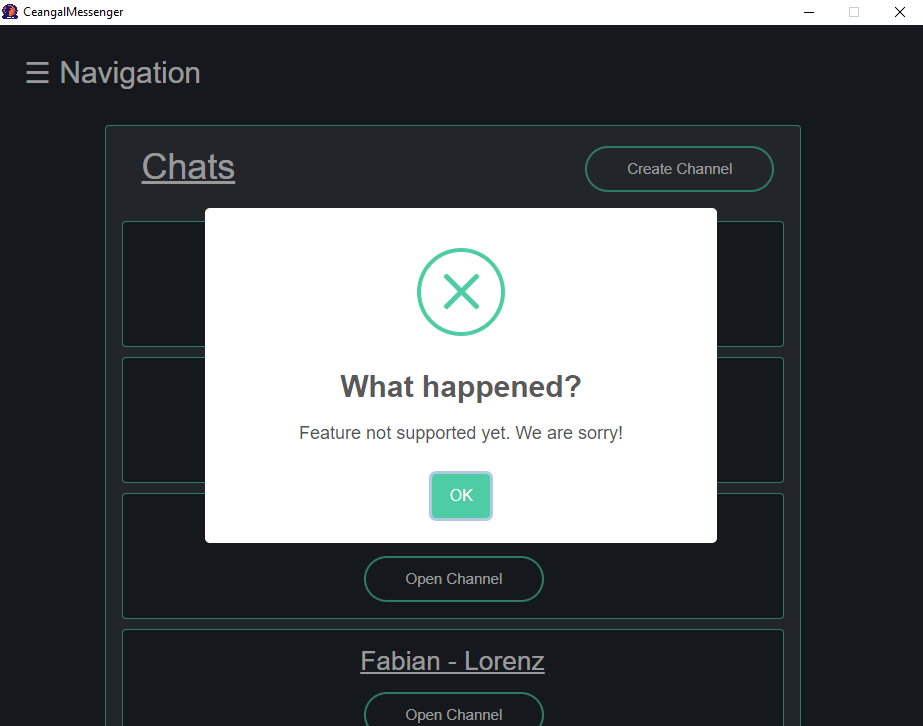 CeangalMessenger
☰ Navigation
Chats
Create Channel
What happened?
Feature not supported yet. We are sorry!
OK
Open Channel
Fabian - Lorenz
Open Channel